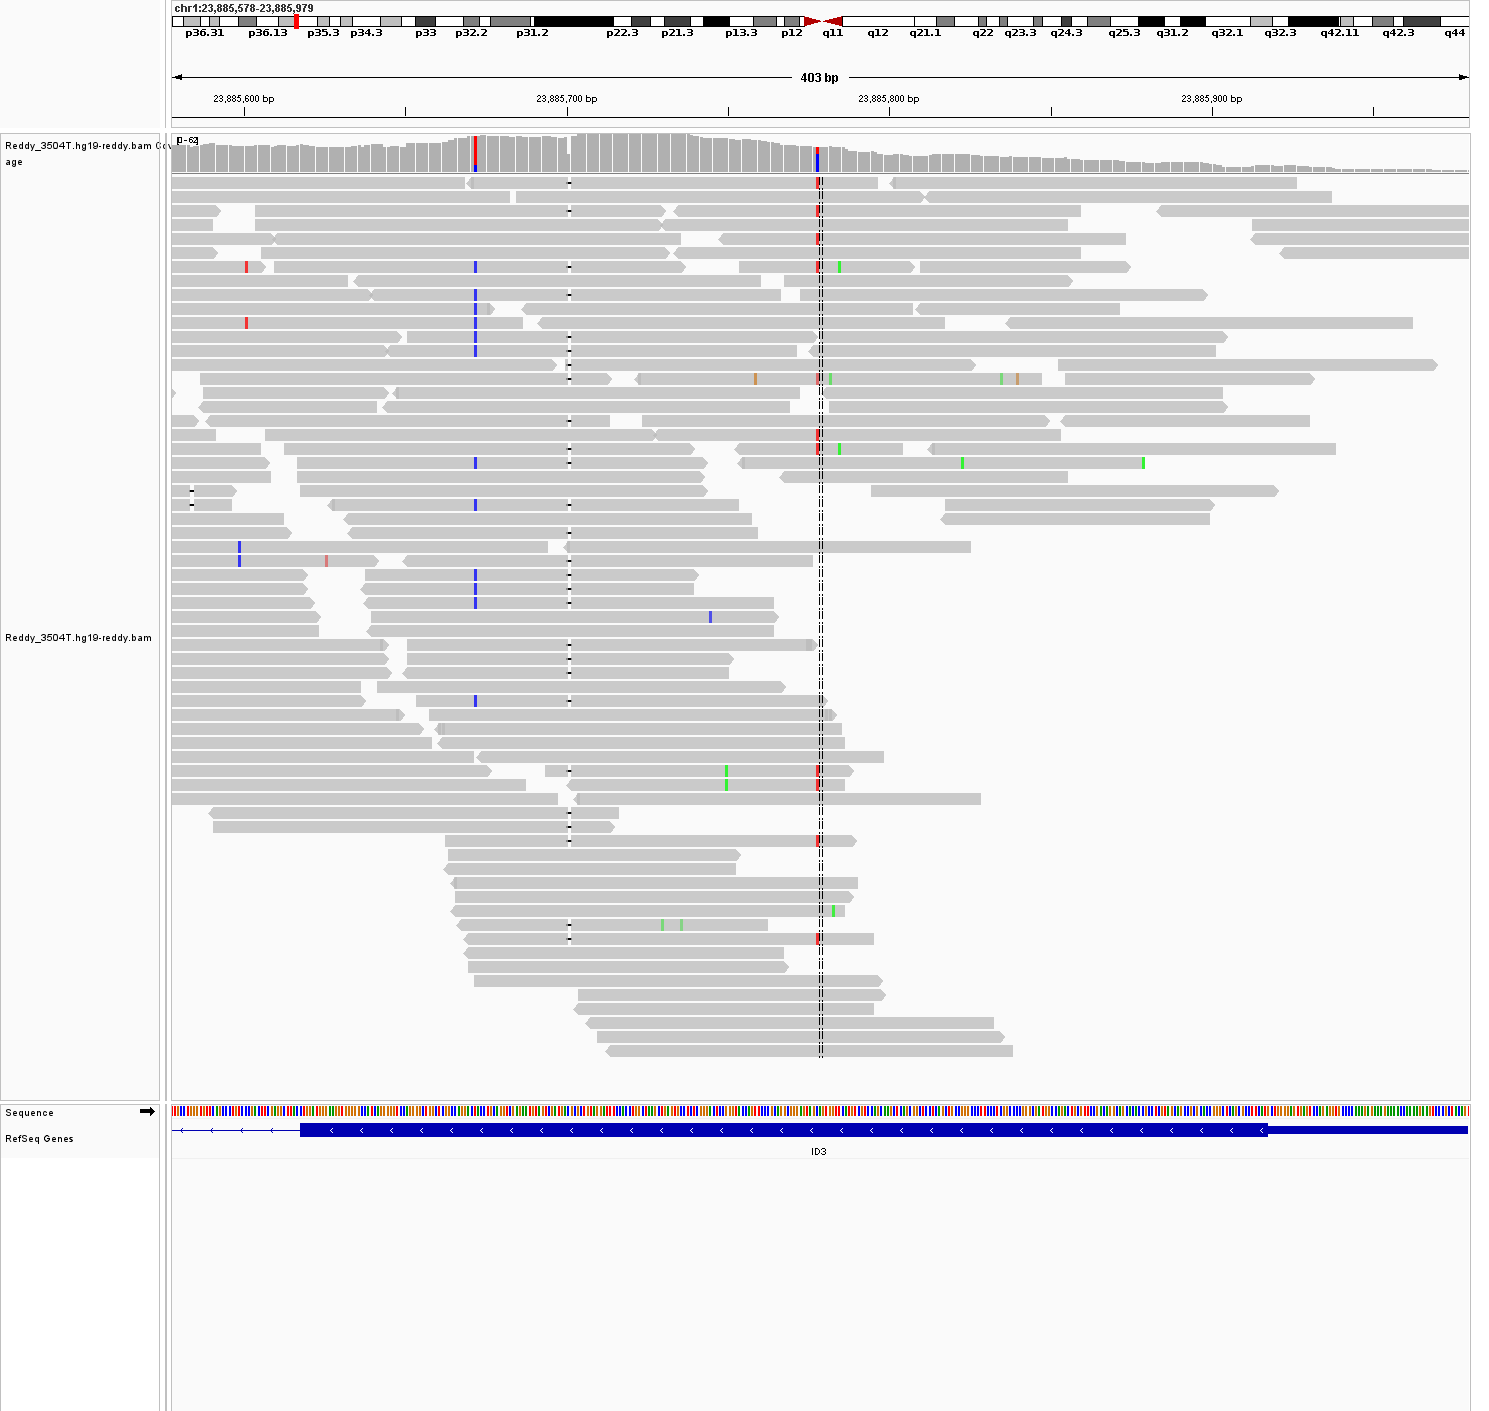 chr1:23,885,578-23,885,979
p36.31 p36.13 p35.3 p34.3 p33 p32.2 p31.2 p22.3 p21.3 p13.3 p12 q11 q12 q21.1 q22 q23.3 q24.3 q25.3 q31.2 q32.1 q32.3 q42.11 q42.3 q44
403 bp
23,885,600 bp 23,885,700 bp 23,885,800 bp 23,885,900 bp
Reddy_3504T.hg19-reddy.bam Cov
age
[0-62]
Reddy_3504T.hg19-reddy.bam
Sequence
RefSeq Genes
ID3